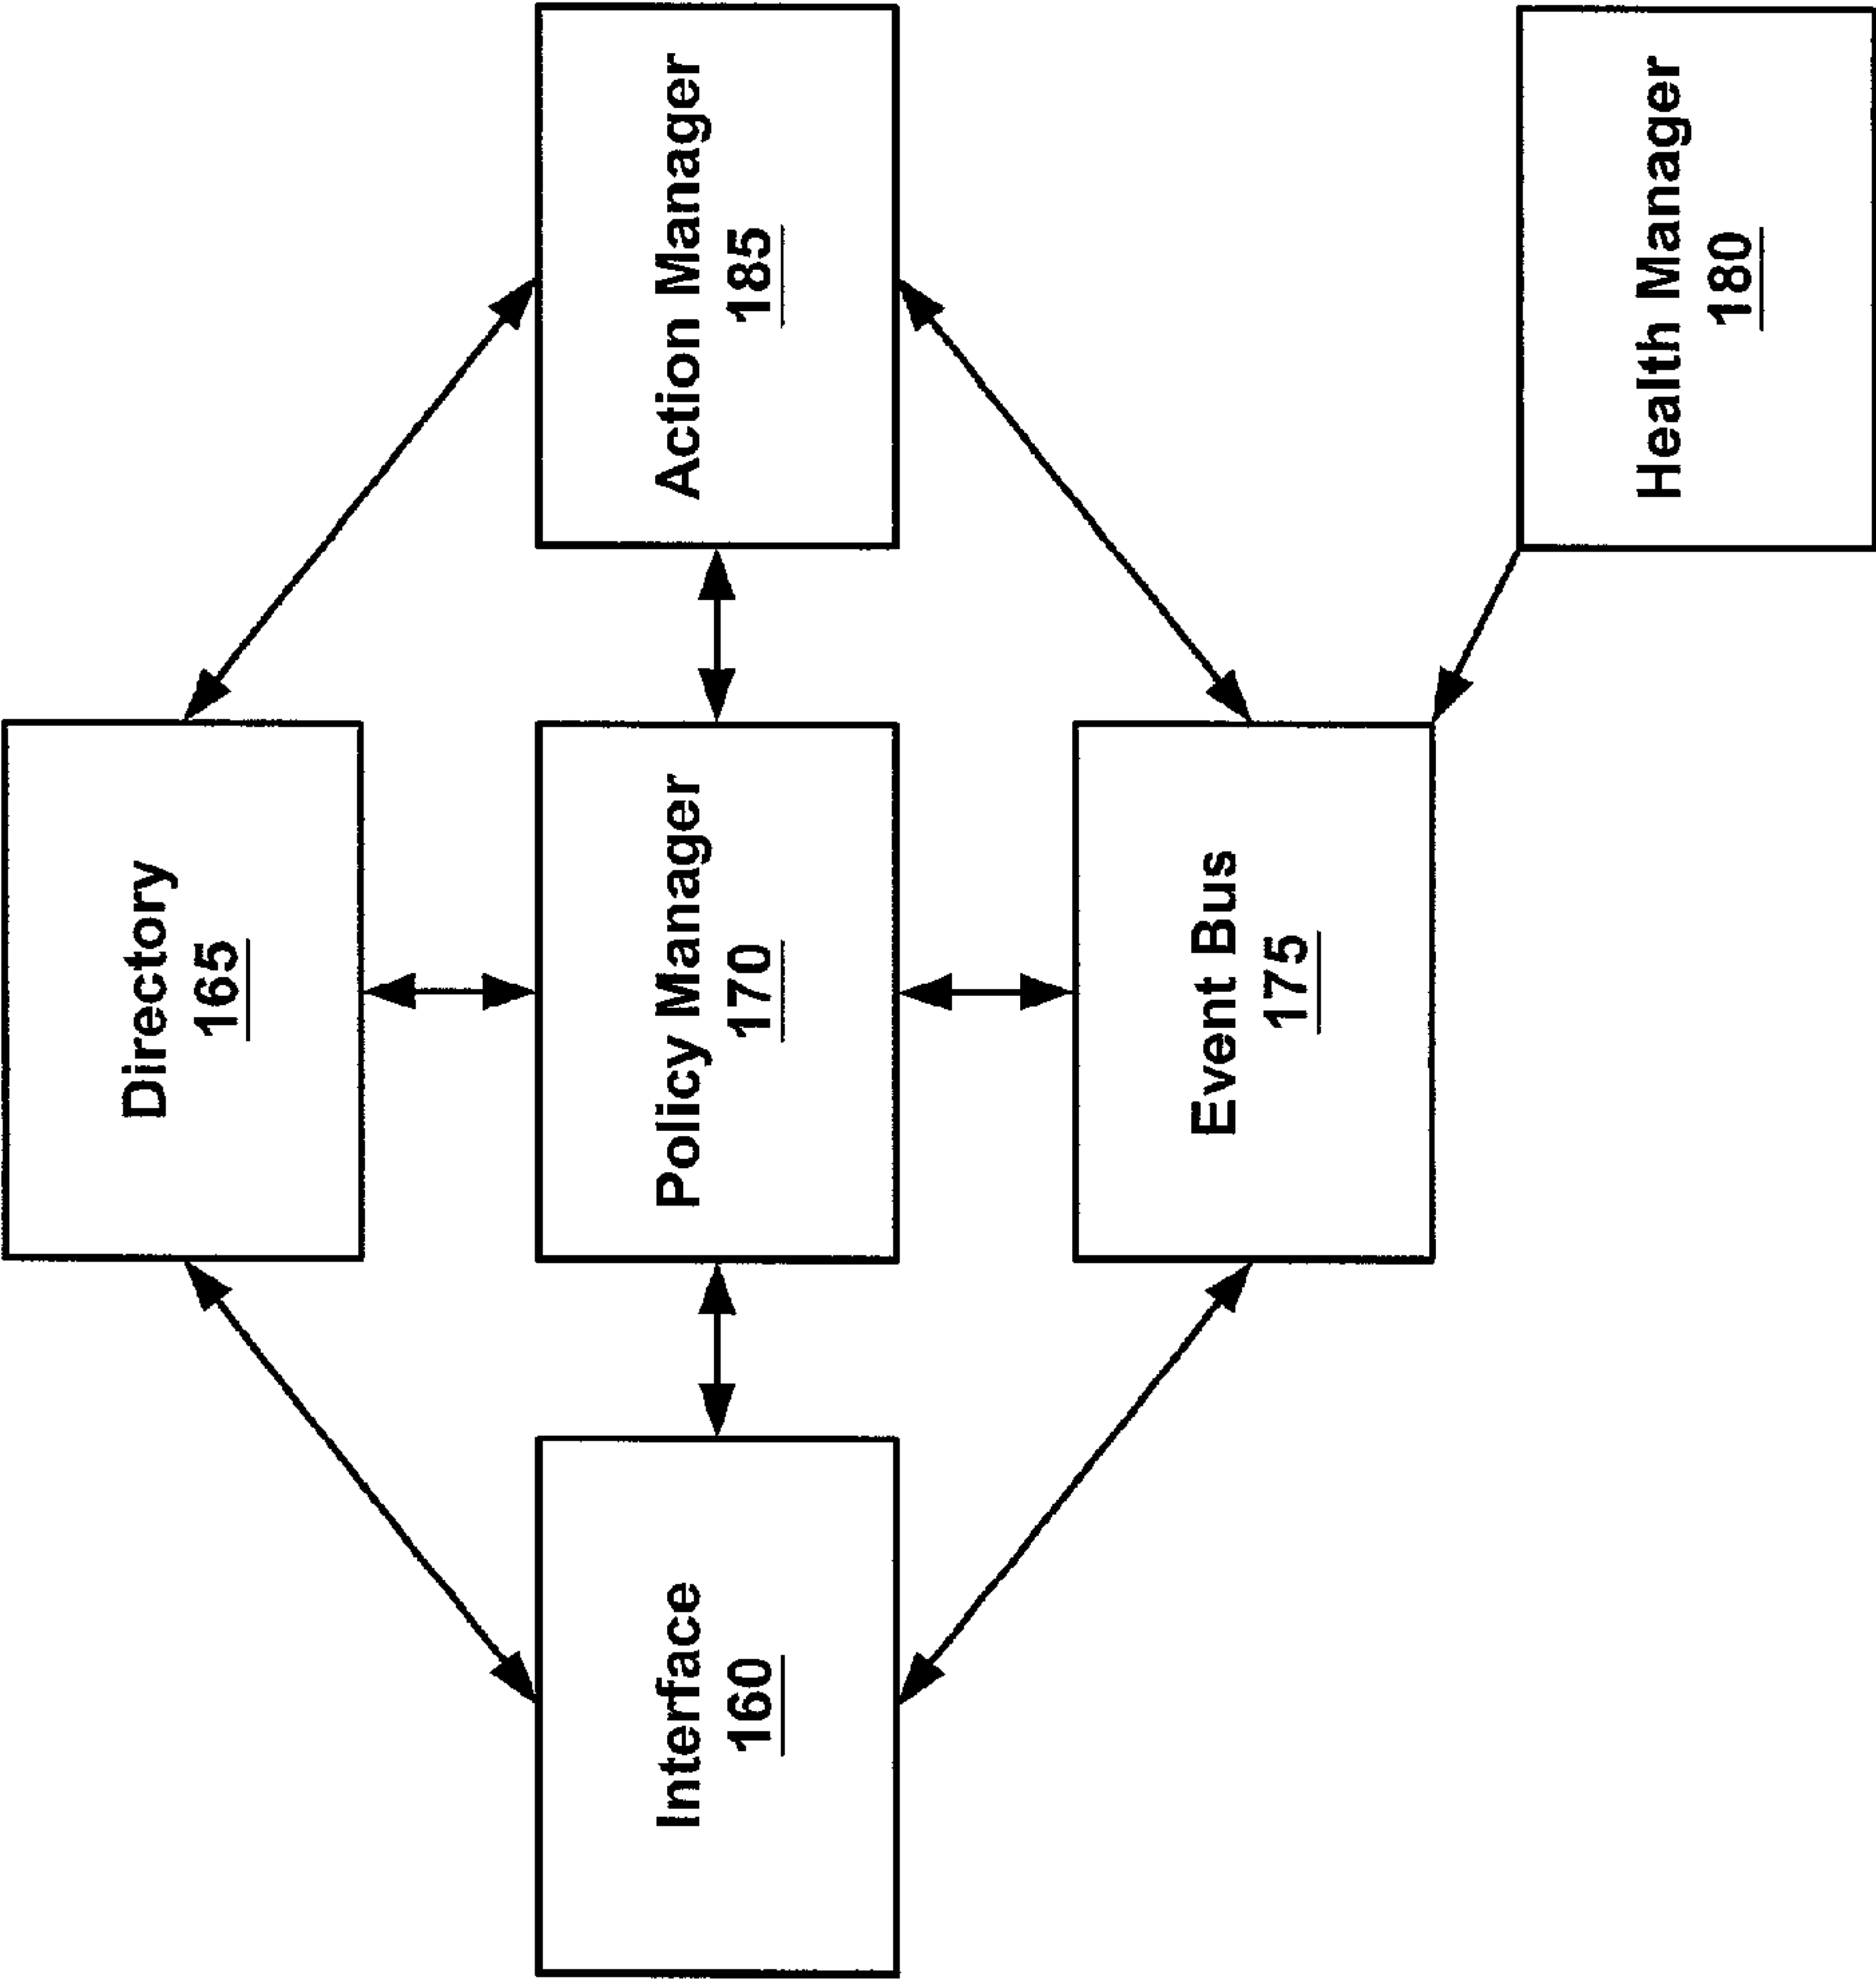 Directory
165
Interface
160
Policy Manager
170
Action Manager
185
Event Bus
175
Health Manager
180